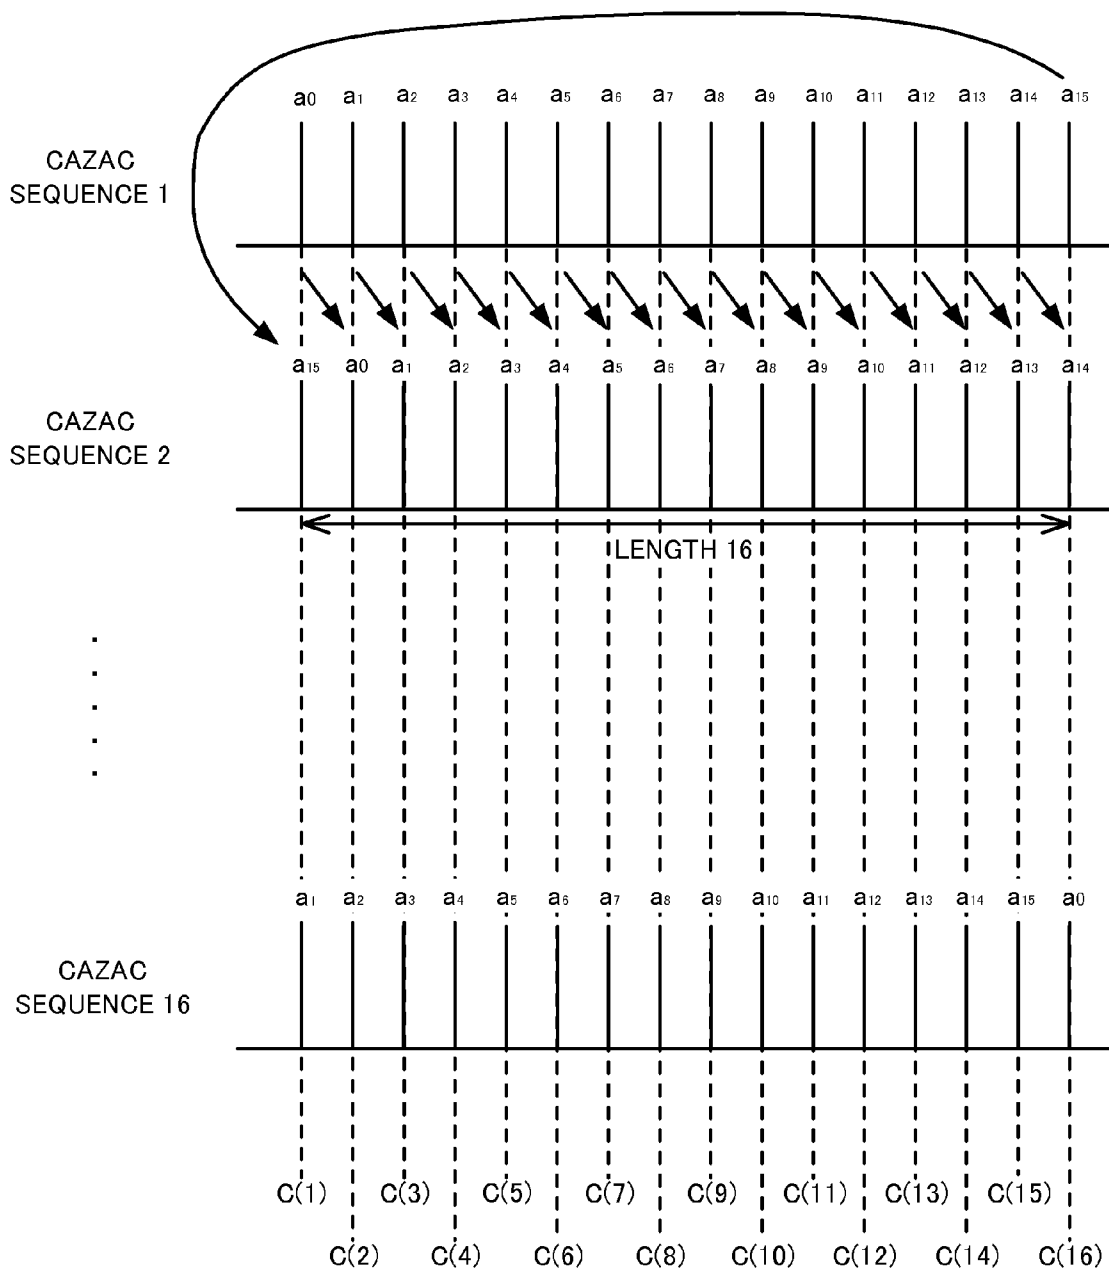 a0 a1 a2 a3 a4 a5 a6 a7 a8 a9 a10 a11 a12 a13 a14 a15
CAZAC
SEQUENCE 1
a15 a0 a1 a2 a3 a4 a5 a6 a7 a8 a9 a10 a11 a12 a13 a14
CAZAC
SEQUENCE 2
LENGTH 16
a1 a2 a3 a4 a5 a6 a7 a8 a9 a10 a11 a12 a13 a14 a15 a0
CAZAC
SEQUENCE 16
C(1) C(3) C(5) C(7) C(9) C(11) C(13) C(15)
C(2) C(4) C(6) C(8) C(10) C(12) C(14) C(16)